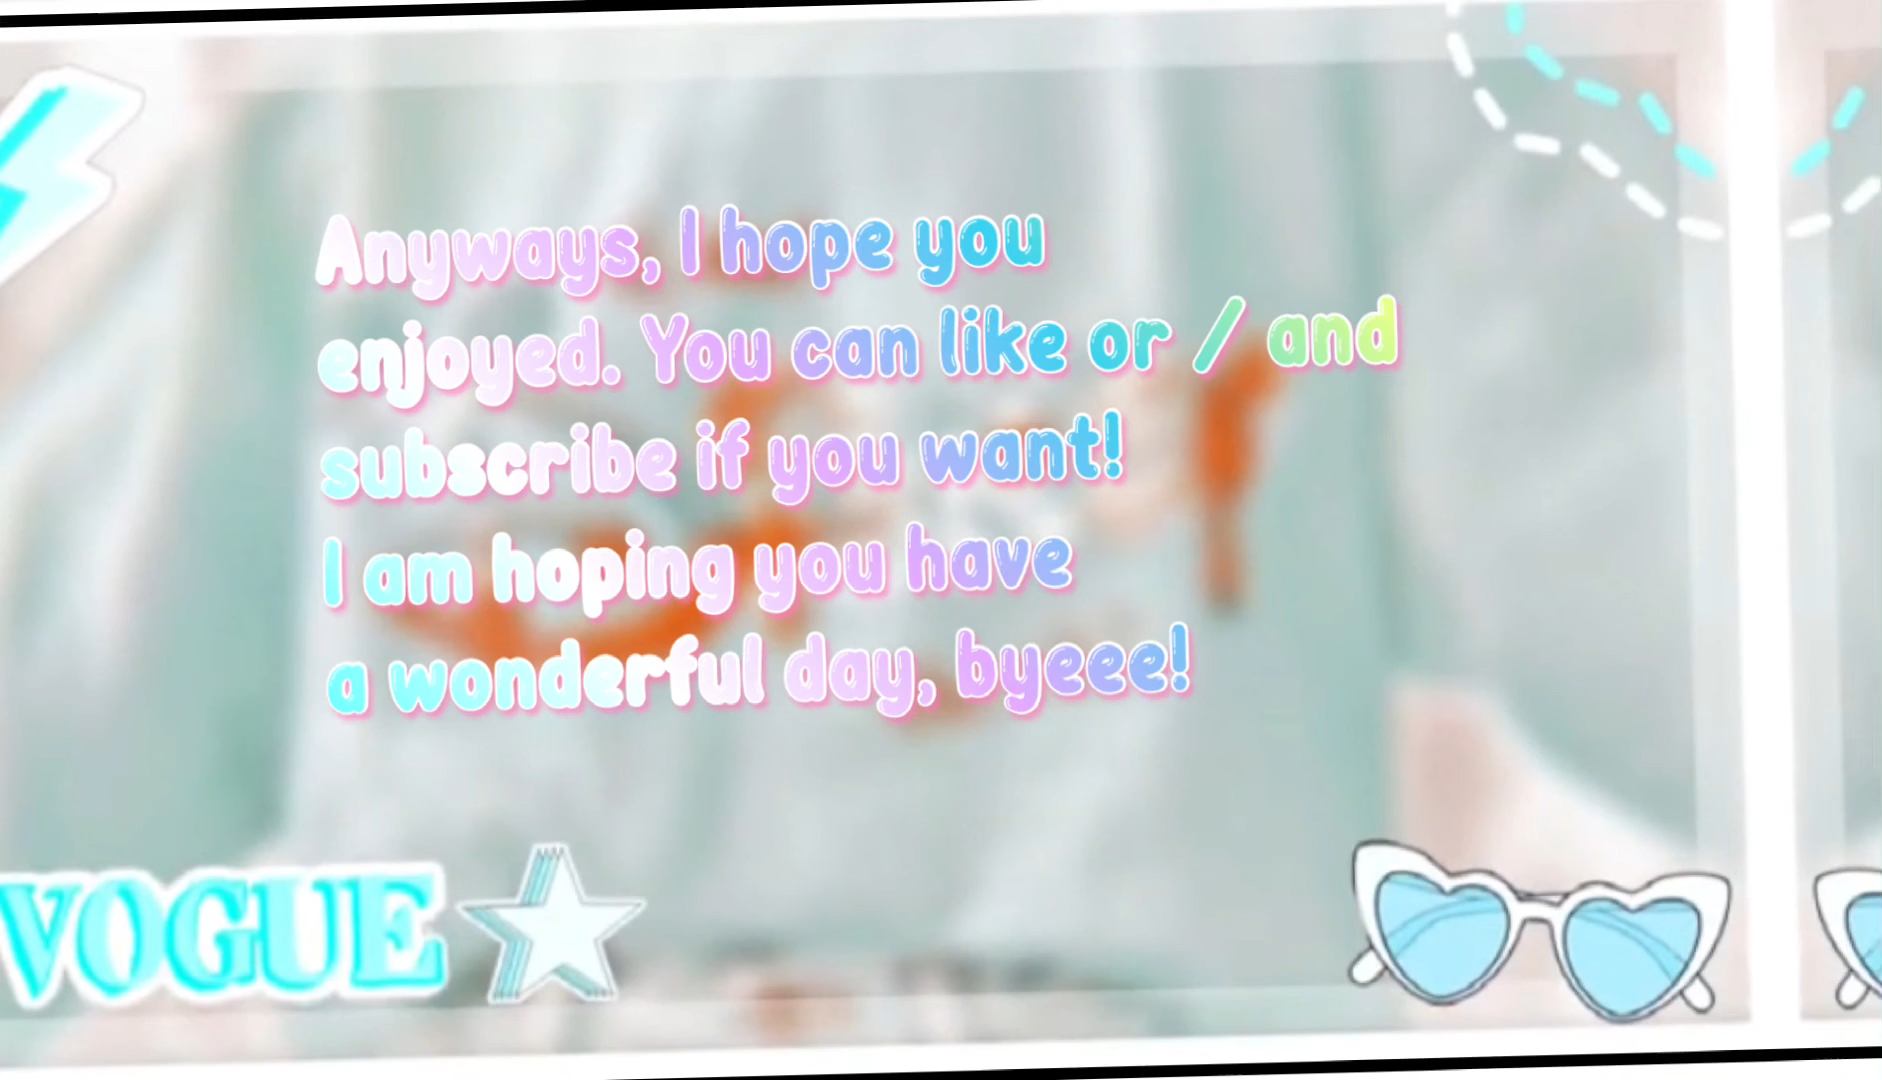 Anyways, I hope you
enjoyed. You can like or / and
subscribe if you want!
I am hoping you have
a wonderful day, byeee!
VOGUE